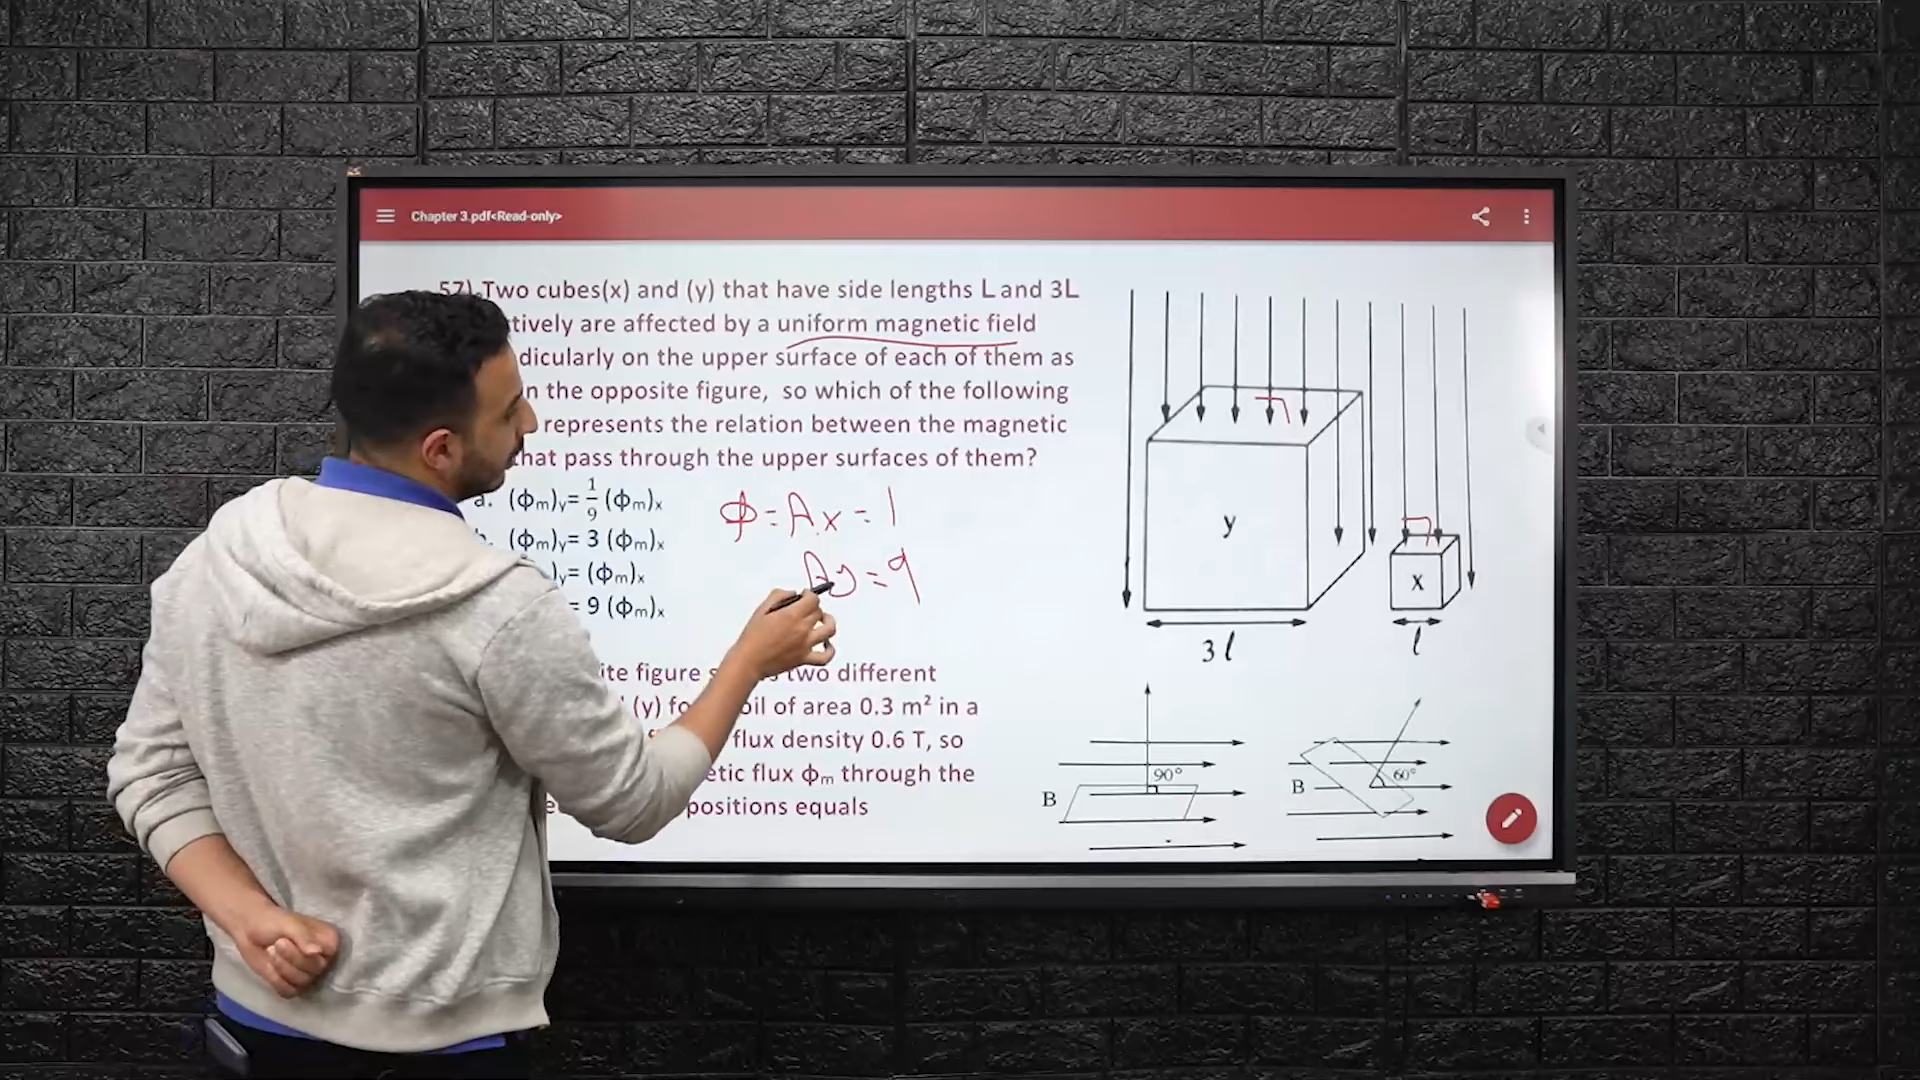 Chapter 3.pdf<Read-only>
57) Two cubes(x) and (y) that have side lengths L and 3L
tively are affected by a uniform magnetic field
dicularly on the upper surface of each of them as
n the opposite figure, so which of the following
represents the relation between the magnetic
that pass through the upper surfaces of them?
a. (ϕm)y= 1/9 (ϕm)x
(ϕm)y= 3 (ϕm)x
)y= (ϕm)x
= 9 (ϕm)x
ϕ = Ax = 1
Ay = 9
y
x
3l
l
ite figure two different
(y) fo oil of area 0.3 m² in a
flux density 0.6 T, so
etic flux ϕm through the
positions equals
B
90°
B
60°